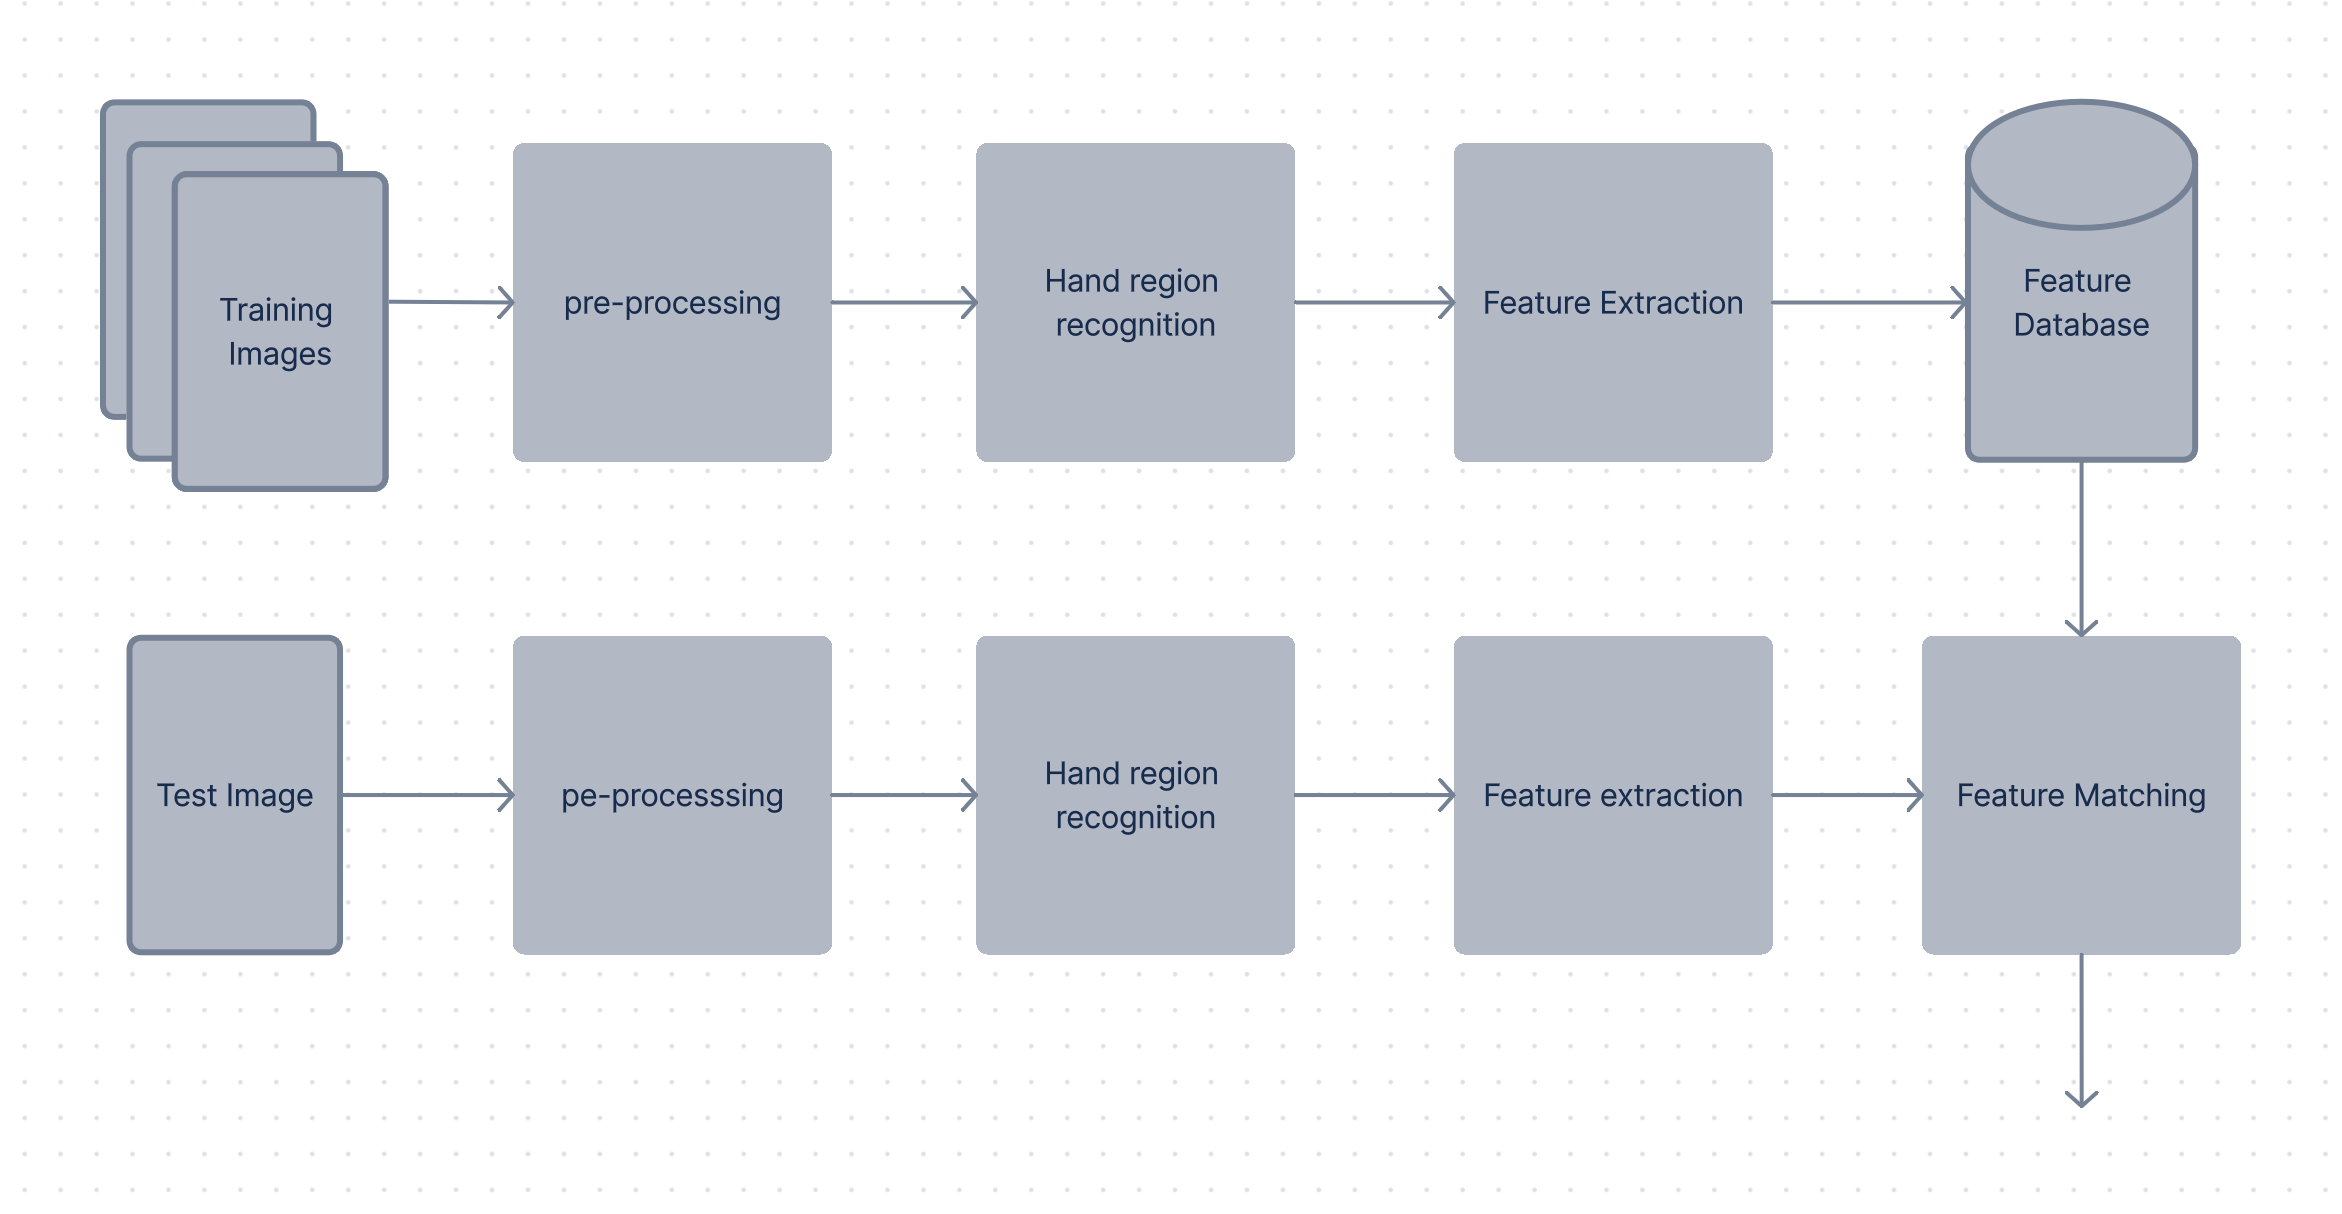 Training
Images
pre-processing
Hand region
recognition
Feature Extraction
Feature
Database
Test Image
pe-processsing
Hand region
recognition
Feature extraction
Feature Matching